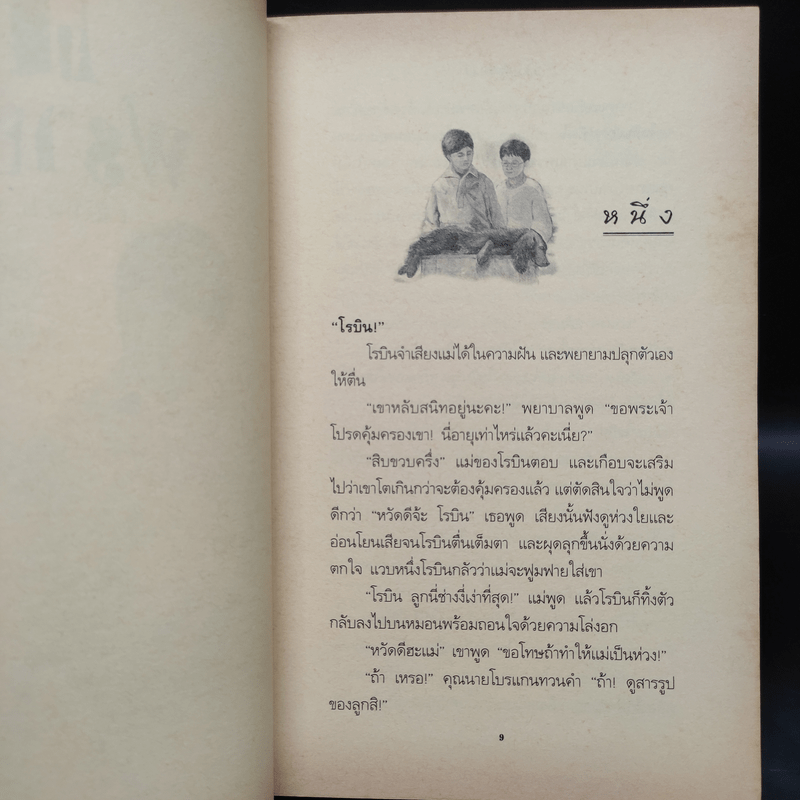 หนึ่ง
“โรบิน!”
โรบินจำเสียงแม่ได้ในความฝัน และพยายามปลุกตัวเอง
ให้ตื่น
“เขาหลับสนิทอยู่นะคะ!” พยาบาลพูด “ขอพระเจ้า
โปรดคุ้มครองเขา! นี่อายุเท่าไหร่แล้วคะเนี่ย?”
“สิบขวบครึ่ง” แม่ของโรบินตอบ และเกือบจะเสริม
ไปว่าเขาโตเกินกว่าจะต้องคุ้มครองแล้ว แต่ตัดสินใจว่าไม่พูด
ดีกว่า “หวัดดีจ้ะ โรบิน” เธอพูด เสียงนั้นฟังดูห่วงใยและ
อ่อนโยนเสียจนโรบินตื่นเต็มตา และผุดลุกขึ้นนั่งด้วยความ
ตกใจ แวบหนึ่งโรบินกลัวว่าแม่จะฟูมฟายใส่เขา
“โรบิน ลูกนี่ช่างงี่เง่าที่สุด!” แม่พูด แล้วโรบินก็ทิ้งตัว
กลับลงไปบนหมอนพร้อมถอนใจด้วยความโล่งอก
“หวัดดีฮะแม่” เขาพูด “ขอโทษถ้าทำให้แม่เป็นห่วง!”
“ถ้า เหรอ!” คุณนายโบรแกนทวนคำ “ถ้า! ดูสารรูป
ของลูกสิ!”
9